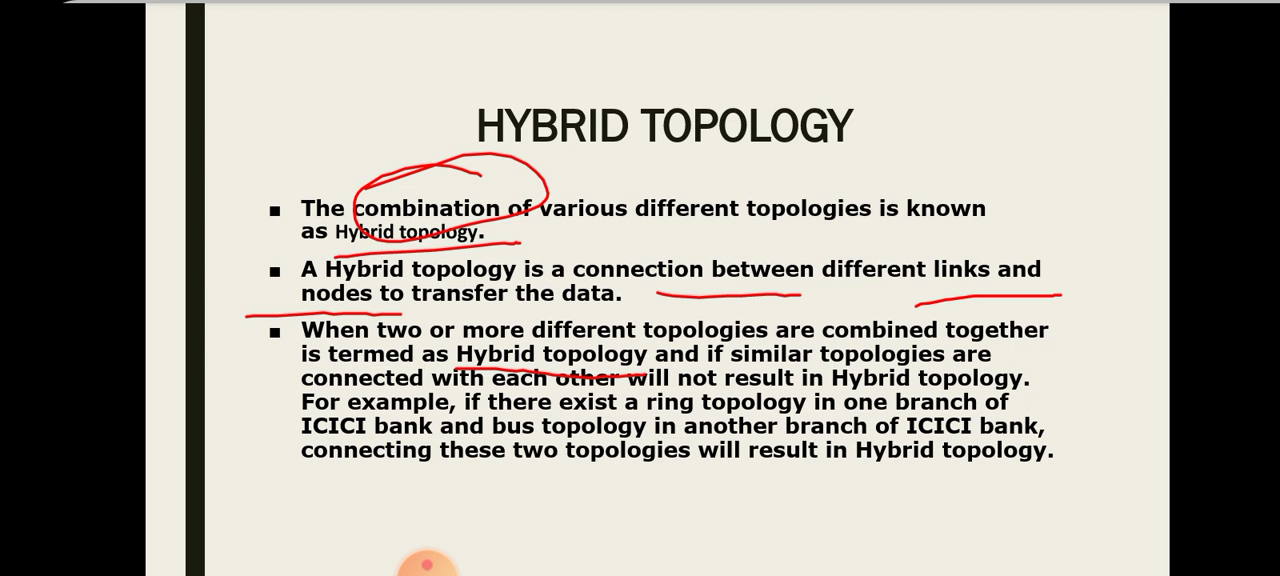 HYBRID TOPOLOGY
▪ The combination of various different topologies is known
as Hybrid topology.
▪ A Hybrid topology is a connection between different links and
nodes to transfer the data.
▪ When two or more different topologies are combined together
is termed as Hybrid topology and if similar topologies are
connected with each other will not result in Hybrid topology.
For example, if there exist a ring topology in one branch of
ICICI bank and bus topology in another branch of ICICI bank,
connecting these two topologies will result in Hybrid topology.